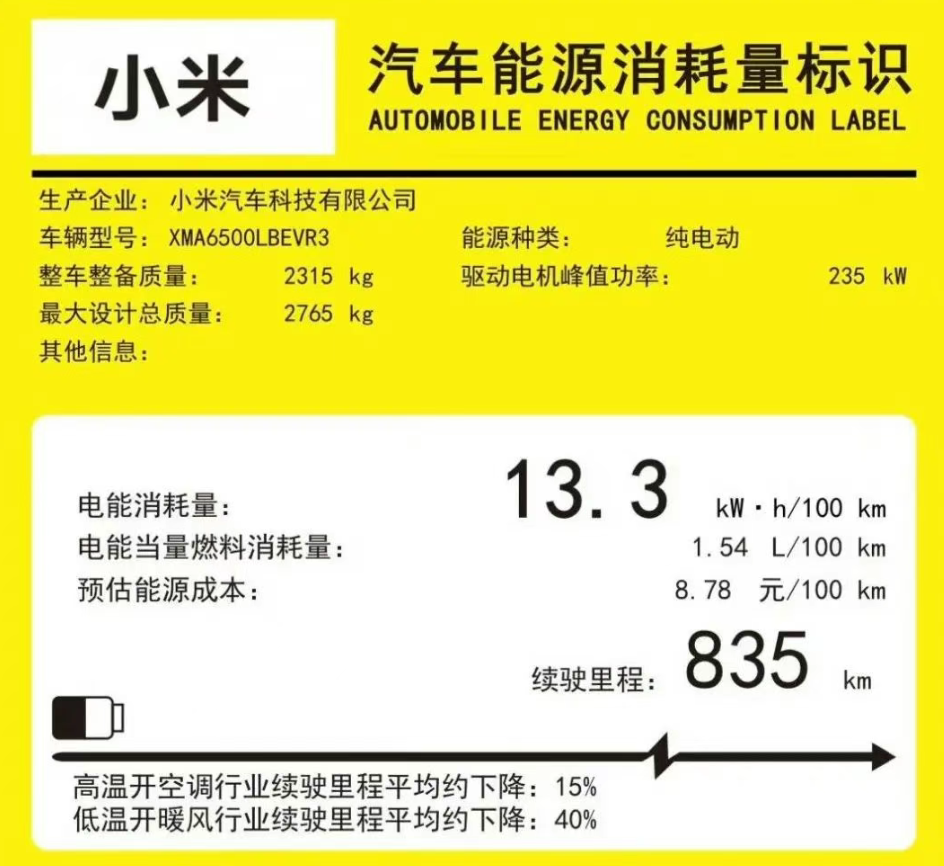 小米
汽车能源消耗量标识
AUTOMOBILE ENERGY CONSUMPTION LABEL
生产企业: 小米汽车科技有限公司
车辆型号: XMA6500LBEVR3 能源种类: 纯电动
整车整备质量: 2315 kg 驱动电机峰值功率: 235 kW
最大设计总质量: 2765 kg
其他信息:
电能消耗量: 13.3 kW·h/100 km
电能当量燃料消耗量: 1.54 L/100 km
预估能源成本: 8.78 元/100 km
续驶里程: 835 km
高温开空调行业续驶里程平均约下降: 15%
低温开暖风行业续驶里程平均约下降: 40%